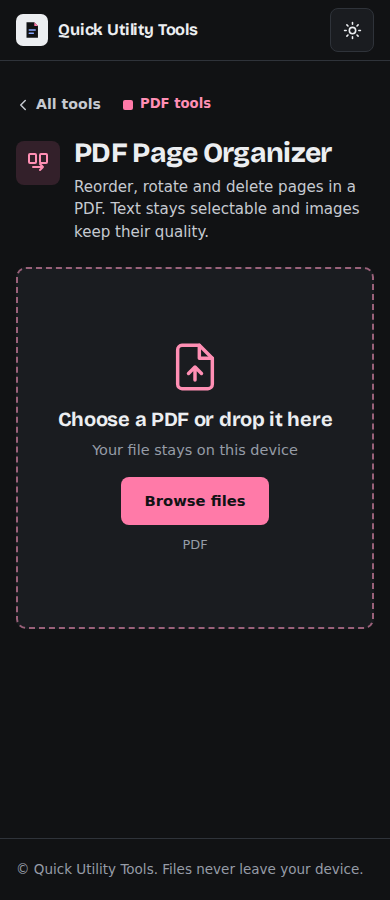 Quick Utility Tools
All tools
PDF tools
PDF Page Organizer
Reorder, rotate and delete pages in a
PDF. Text stays selectable and images
keep their quality.
Choose a PDF or drop it here
Your file stays on this device
Browse files
PDF
© Quick Utility Tools. Files never leave your device.